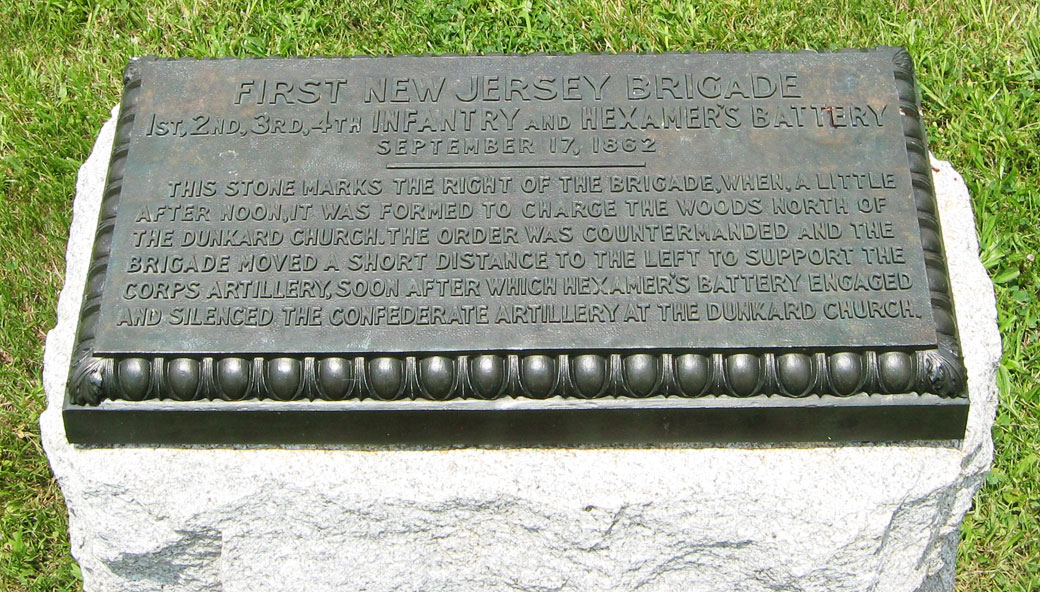 FIRST NEW JERSEY BRIGADE
1ST, 2ND, 3RD, 4TH INFANTRY AND HEXAMER'S BATTERY
SEPTEMBER 17, 1862
THIS STONE MARKS THE RIGHT OF THE BRIGADE, WHEN, A LITTLE
AFTER NOON, IT WAS FORMED TO CHARGE THE WOODS NORTH OF
THE DUNKARD CHURCH. THE ORDER WAS COUNTERMANDED AND THE
BRIGADE MOVED A SHORT DISTANCE TO THE LEFT TO SUPPORT THE
CORPS ARTILLERY, SOON AFTER WHICH HEXAMER'S BATTERY ENGAGED
AND SILENCED THE CONFEDERATE ARTILLERY AT THE DUNKARD CHURCH.